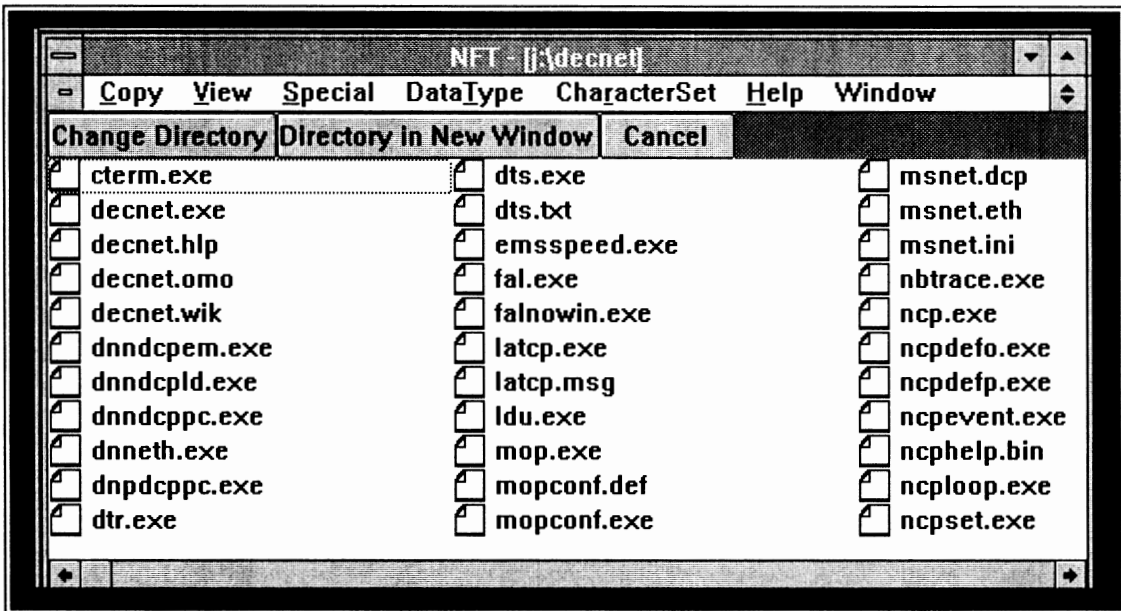 NFT - [j:\decnet]
Copy View Special DataType CharacterSet Help Window
Change Directory Directory in New Window Cancel
cterm.exe dts.exe msnet.dcp
decnet.exe dts.txt msnet.eth
decnet.hlp emsspeed.exe msnet.ini
decnet.omo fal.exe nbtrace.exe
decnet.wik falnowin.exe ncp.exe
dnndcpem.exe latcp.exe ncpdefo.exe
dnndcpld.exe latcp.msg ncpdefp.exe
dnndcppc.exe ldu.exe ncpevent.exe
dnneth.exe mop.exe ncphelp.bin
dnpdcppc.exe mopconf.def ncploop.exe
dtr.exe mopconf.exe ncpset.exe